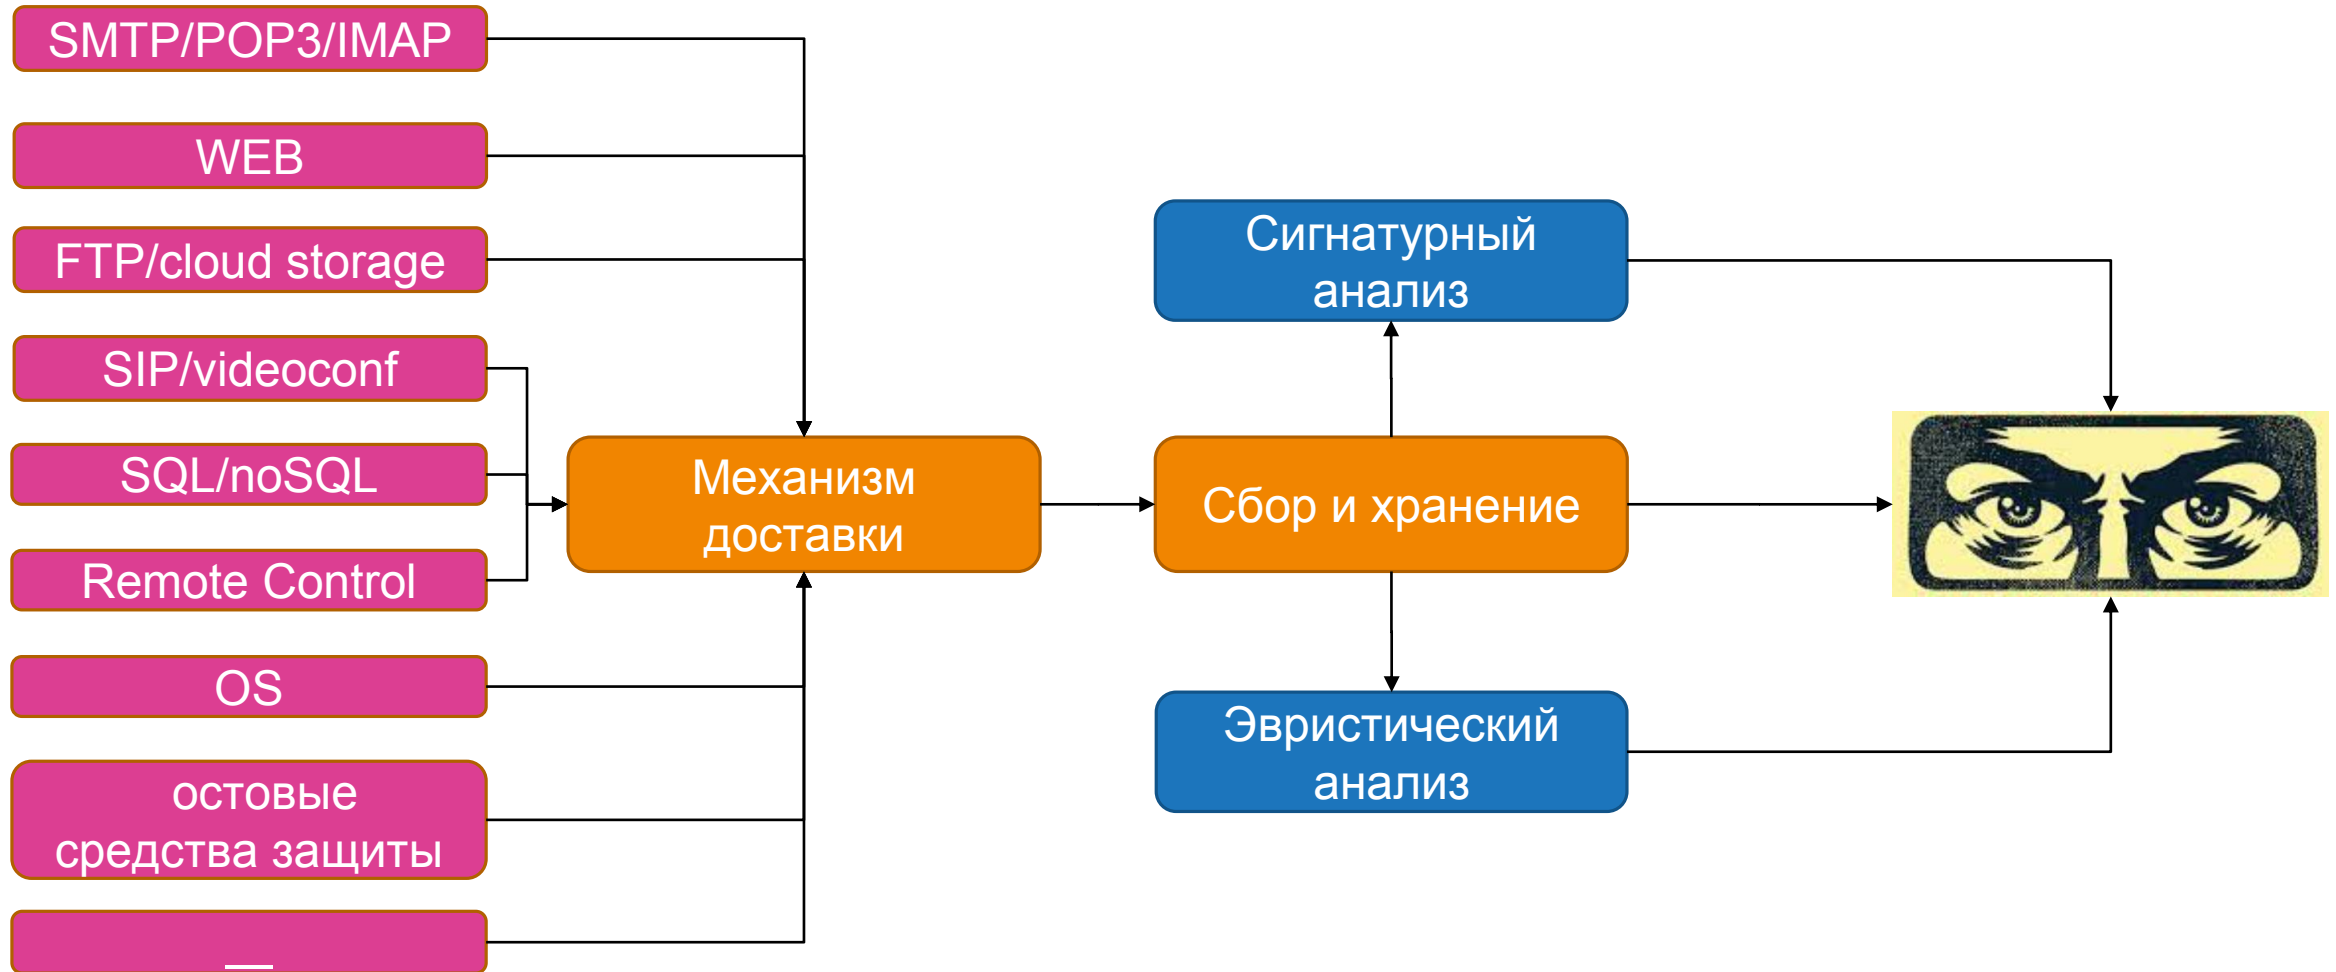 SMTP/POP3/IMAP
WEB
FTP/cloud storage
SIP/videoconf
SQL/noSQL
Remote Control
OS
остовые
средства защиты
Механизм
доставки
Сбор и хранение
Сигнатурный
анализ
Эвристический
анализ